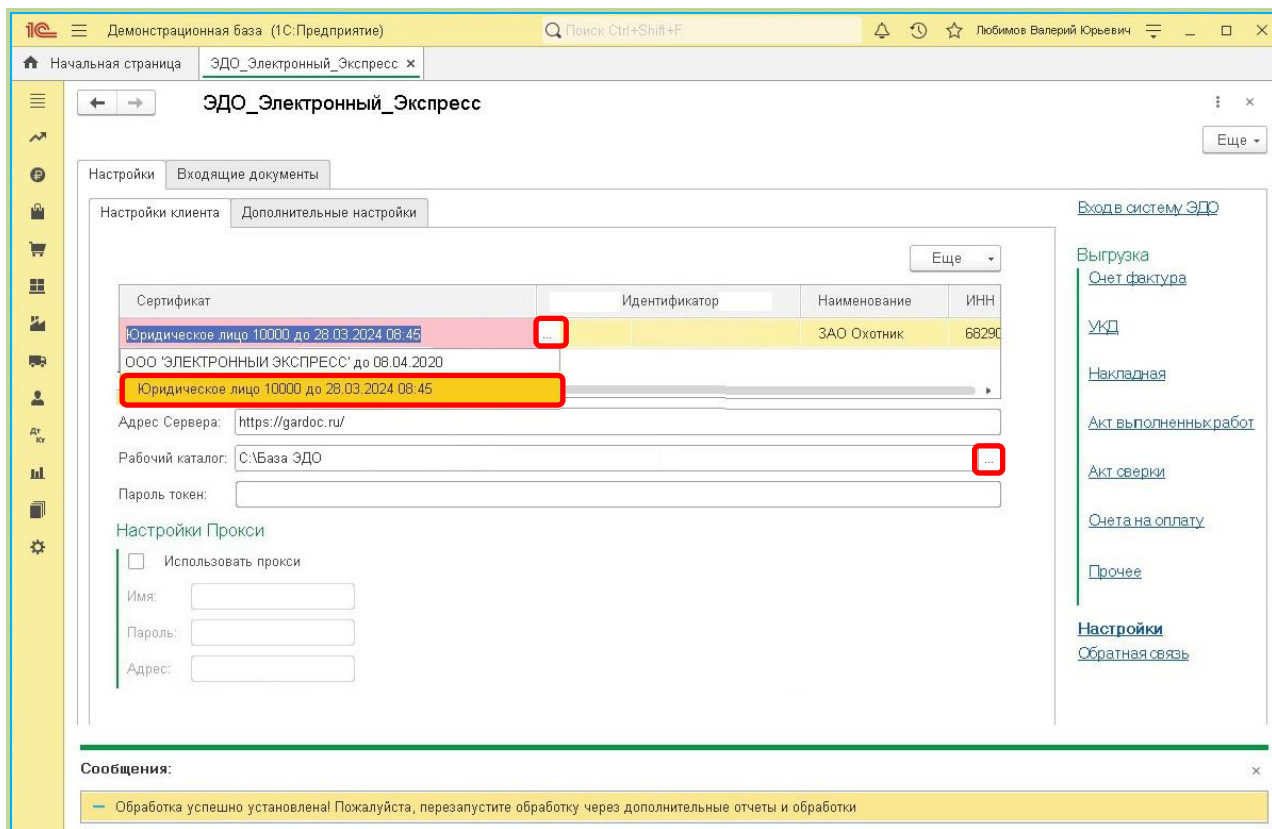 1С Демонстрационная база (1С:Предприятие) Поиск Ctrl+Shift+F Любимов Валерий Юрьевич
Начальная страница ЭДО_Электронный_Экспресс ×
ЭДО_Электронный_Экспресс
Еще
Настройки Входящие документы
Настройки клиента Дополнительные настройки
Вход в систему ЭДО
Еще
Выгрузка
Счет фактура
Сертификат Идентификатор Наименование ИНН
Юридическое лицо 10000 до 28.03.2024 08:45 ... ЗАО Охотник 68290
УКД
ООО 'ЭЛЕКТРОННЫЙ ЭКСПРЕСС' до 08.04.2020
Юридическое лицо 10000 до 28.03.2024 08:45
Накладная
Адрес Сервера: https://gardoc.ru/
Акт выполненных работ
Рабочий каталог: С:\База ЭДО ...
Акт сверки
Пароль токен:
Счета на оплату
Настройки Прокси
Использовать прокси
Прочее
Имя:
Пароль:
Настройки
Обратная связь
Адрес:
Сообщения:
Обработка успешно установлена! Пожалуйста, перезапустите обработку через дополнительные отчеты и обработки